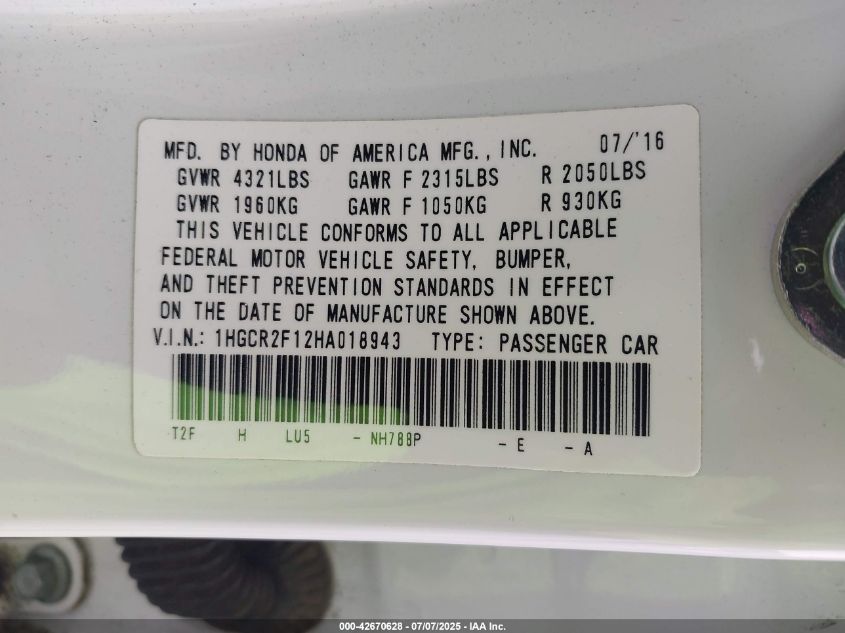 MFD. BY HONDA OF AMERICA MFG., INC. 07/'16
GVWR 4321LBS GAWR F 2315LBS R 2050LBS
GVWR 1960KG GAWR F 1050KG R 930KG
THIS VEHICLE CONFORMS TO ALL APPLICABLE
FEDERAL MOTOR VEHICLE SAFETY, BUMPER,
AND THEFT PREVENTION STANDARDS IN EFFECT
ON THE DATE OF MANUFACTURE SHOWN ABOVE.
V.I.N.: 1HGCR2F12HA018943 TYPE: PASSENGER CAR
T2F H LU5 - NH788P - E - A
000-42670628 - 07/07/2025 - IAA Inc.